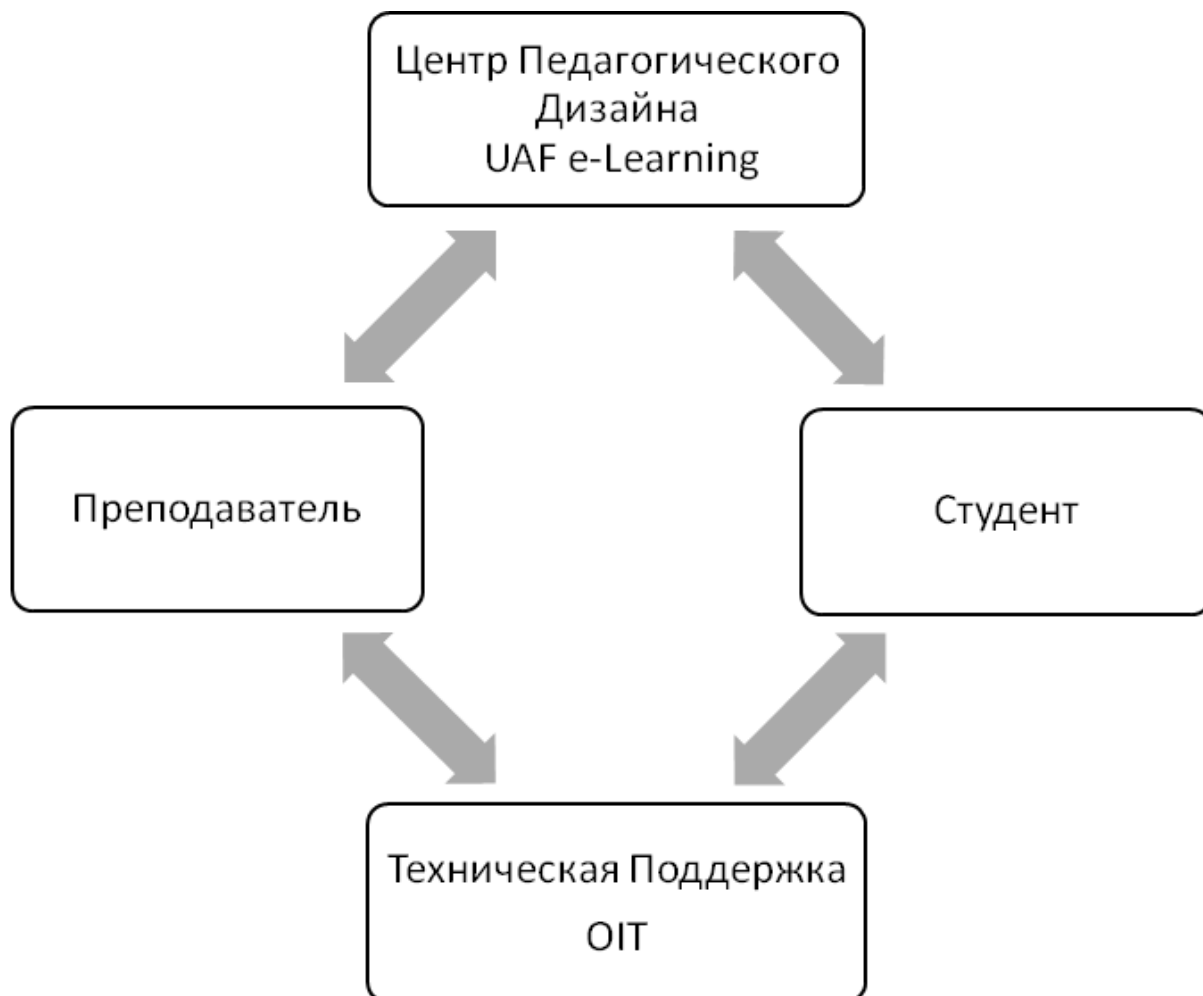 Центр Педагогического
Дизайна
UAF e-Learning
Преподаватель
Студент
Техническая Поддержка
OIT